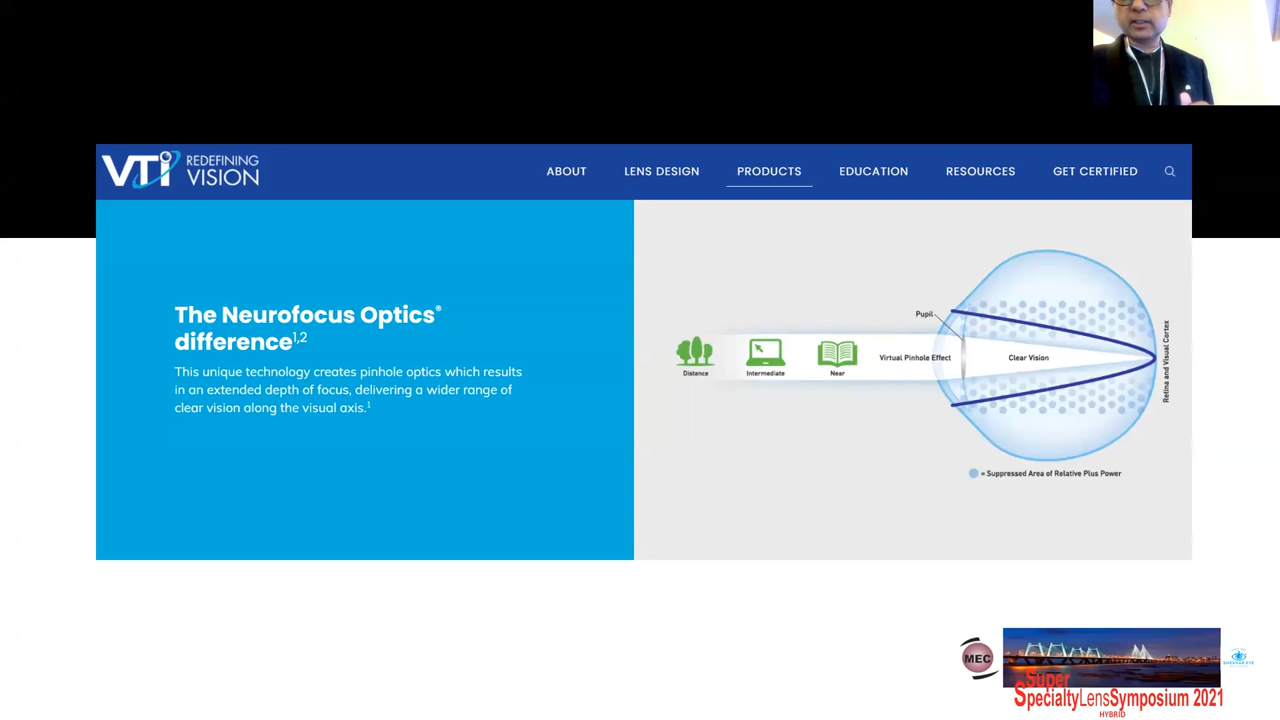 VTi REDEFINING
VISION
ABOUT LENS DESIGN PRODUCTS EDUCATION RESOURCES GET CERTIFIED
The Neurofocus Optics®
difference1,2
This unique technology creates pinhole optics which results
in an extended depth of focus, delivering a wider range of
clear vision along the visual axis.1
Pupil
Distance
Intermediate
Near
Virtual Pinhole Effect
Clear Vision
Retina and Visual Cortex
= Suppressed Area of Relative Plus Power
MEC
Super
SpecialtyLensSymposium 2021
HYBRID